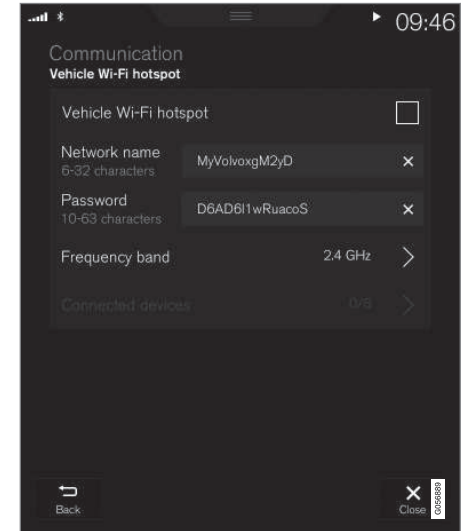 09:46
Communication
Vehicle Wi-Fi hotspot
Vehicle Wi-Fi hotspot
Network name
6-32 characters
MyVolvoxgM2yD
Password
10-63 characters
D6AD6I1wRuacoS
Frequency band
2.4 GHz
Connected devices
0/8
Back
Close
G056889